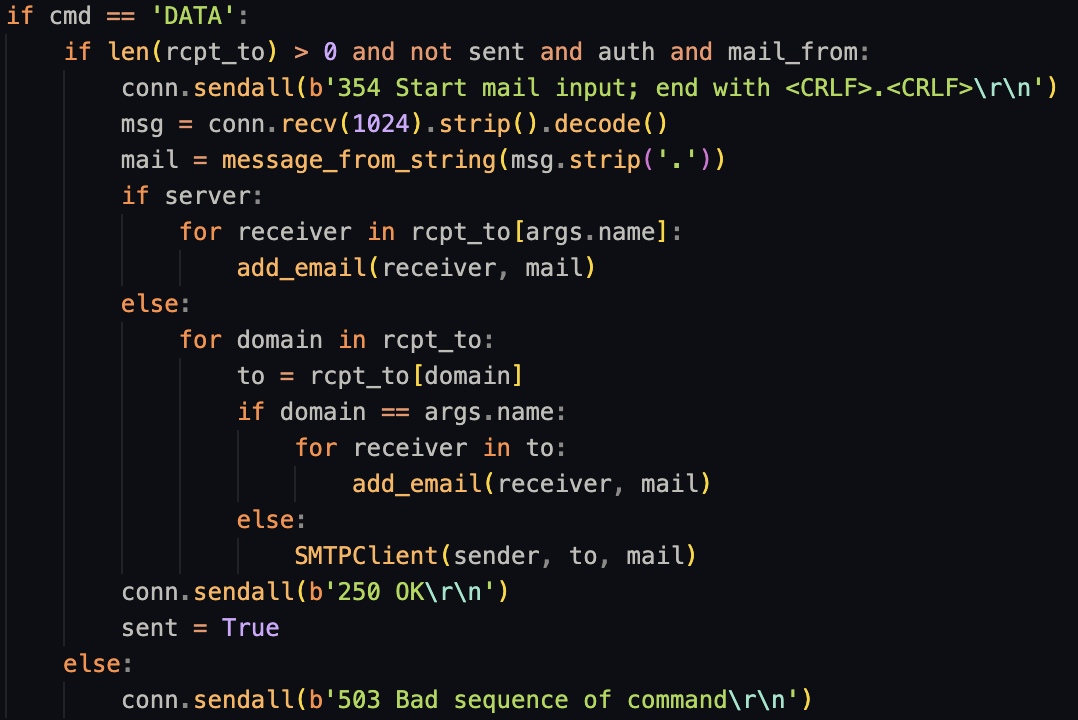 if cmd == 'DATA':
    if len(rcpt_to) > 0 and not sent and auth and mail_from:
        conn.sendall(b'354 Start mail input; end with <CRLF>.<CRLF>\r\n')
        msg = conn.recv(1024).strip().decode()
        mail = message_from_string(msg.strip('.'))
        if server:
            for receiver in rcpt_to[args.name]:
                add_email(receiver, mail)
        else:
            for domain in rcpt_to:
                to = rcpt_to[domain]
                if domain == args.name:
                    for receiver in to:
                        add_email(receiver, mail)
                else:
                    SMTPClient(sender, to, mail)
        conn.sendall(b'250 OK\r\n')
        sent = True
    else:
        conn.sendall(b'503 Bad sequence of command\r\n')